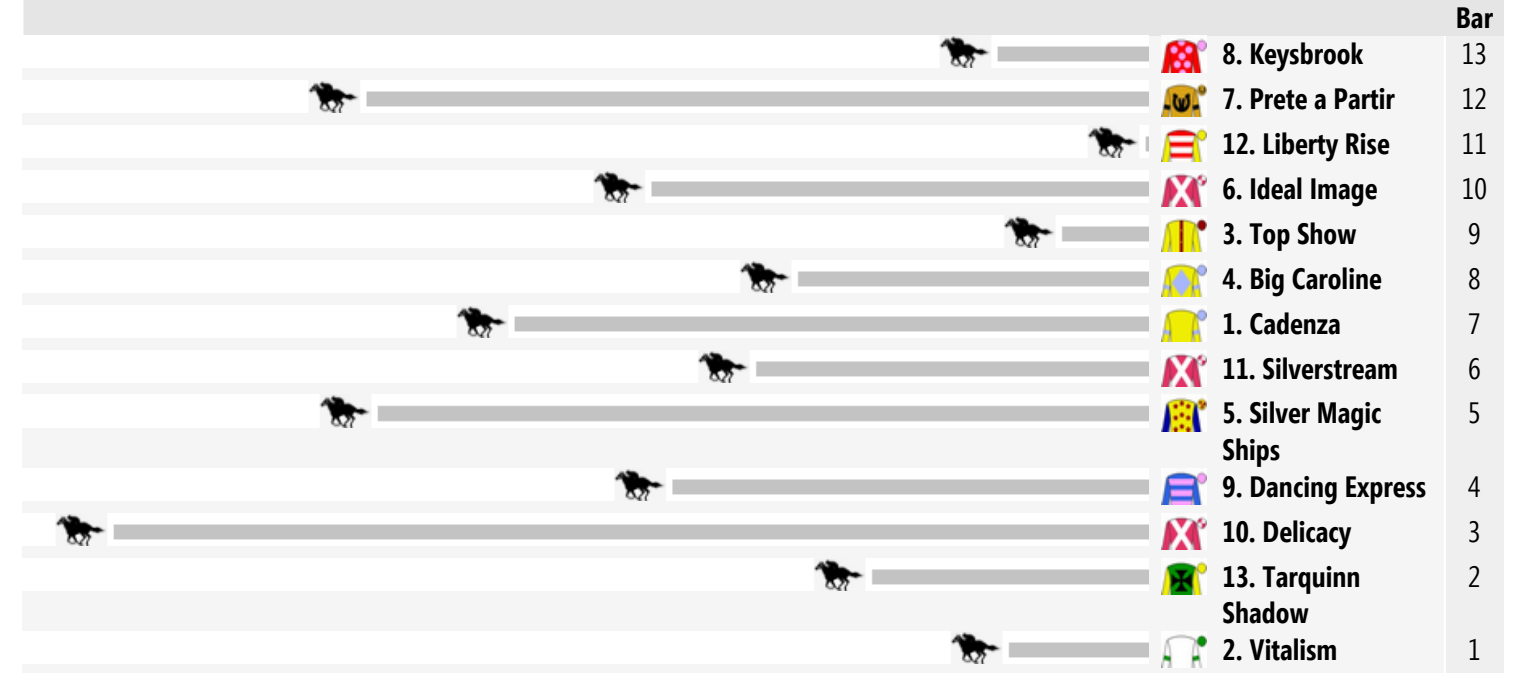 Bar
8. Keysbrook 13
7. Prete a Partir 12
12. Liberty Rise 11
6. Ideal Image 10
3. Top Show 9
4. Big Caroline 8
1. Cadenza 7
11. Silverstream 6
5. Silver Magic 5
Ships
9. Dancing Express 4
10. Delicacy 3
13. Tarquinn 2
Shadow
2. Vitalism 1